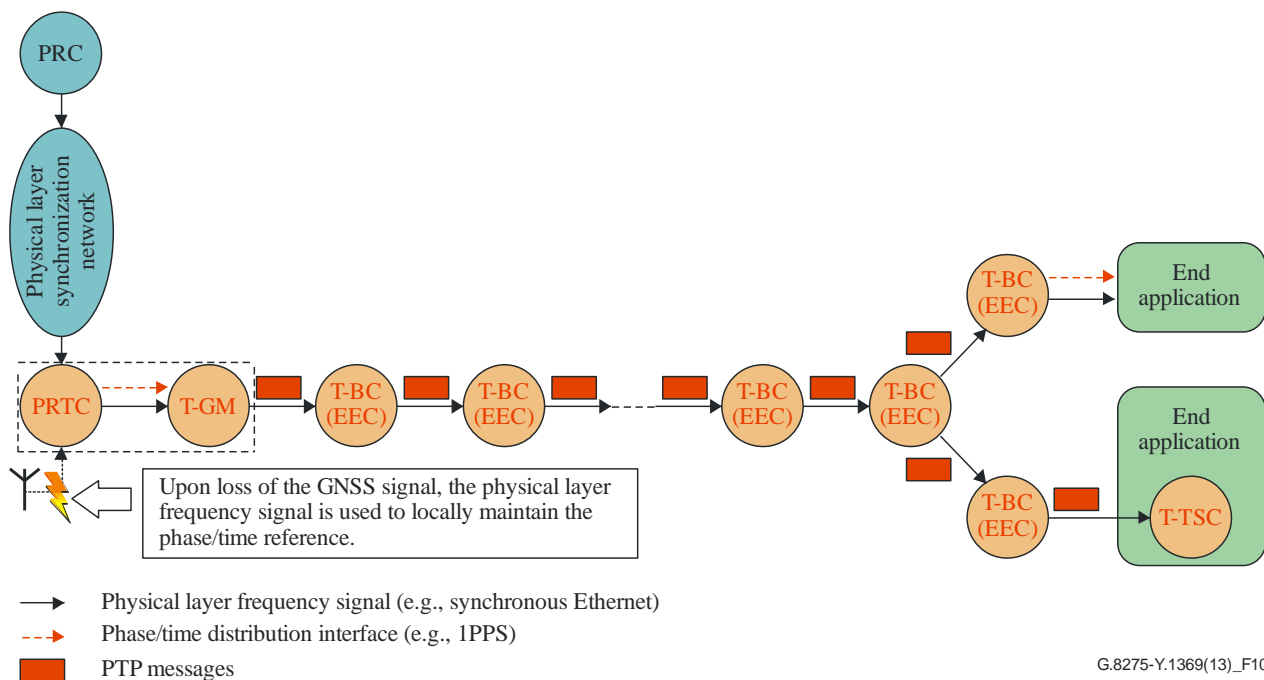 PRC
Physical layer
synchronization
network
PRTC
T-GM
T-BC
(EEC)
T-BC
(EEC)
T-BC
(EEC)
T-BC
(EEC)
T-BC
(EEC)
End
application
T-BC
(EEC)
End
application
T-TSC
Upon loss of the GNSS signal, the physical layer
frequency signal is used to locally maintain the
phase/time reference.
Physical layer frequency signal (e.g., synchronous Ethernet)
Phase/time distribution interface (e.g., 1PPS)
PTP messages
G.8275-Y.1369(13)_F10